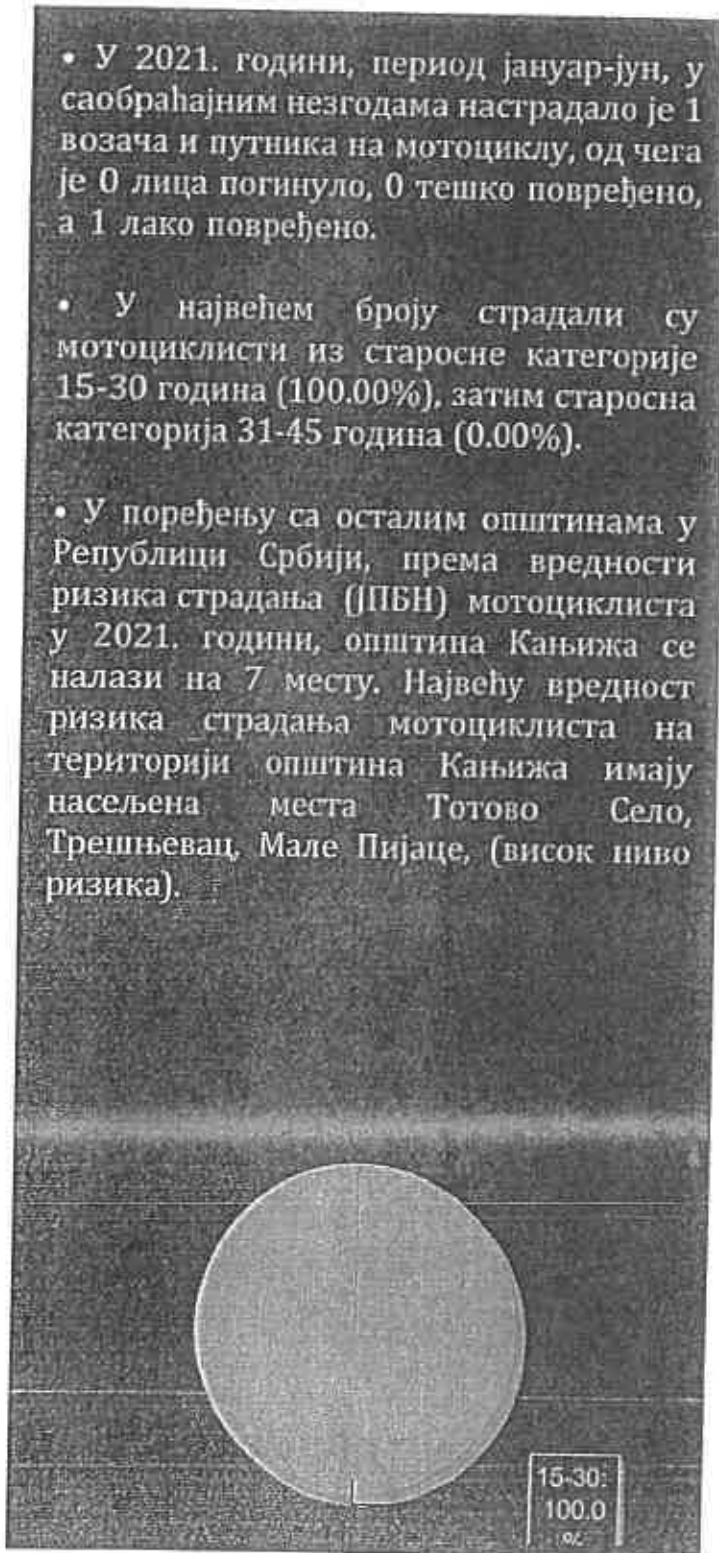 • У 2021. години, период јануар-јун, у
саобраћајним незгодама настрадало је 1
возача и путника на мотоциклу, од чега
је 0 лица погинуло, 0 тешко повређено,
а 1 лако повређено.
• У највећем броју страдали су
мотоциклисти из старосне категорије
15-30 година (100.00%), затим старосна
категорија 31-45 година (0.00%).
• У поређењу са осталим општинама у
Републици Србији, према вредности
ризика страдања (ЈПБН) мотоциклиста
у 2021. години, општина Кањижа се
налази на 7 месту. Највећу вредност
ризика страдања мотоциклиста на
територији општина Кањижа имају
насељена места Тотово Село,
Трешњевац, Мале Пијаце, (висок ниво
ризика).
15-30:
100.0
%